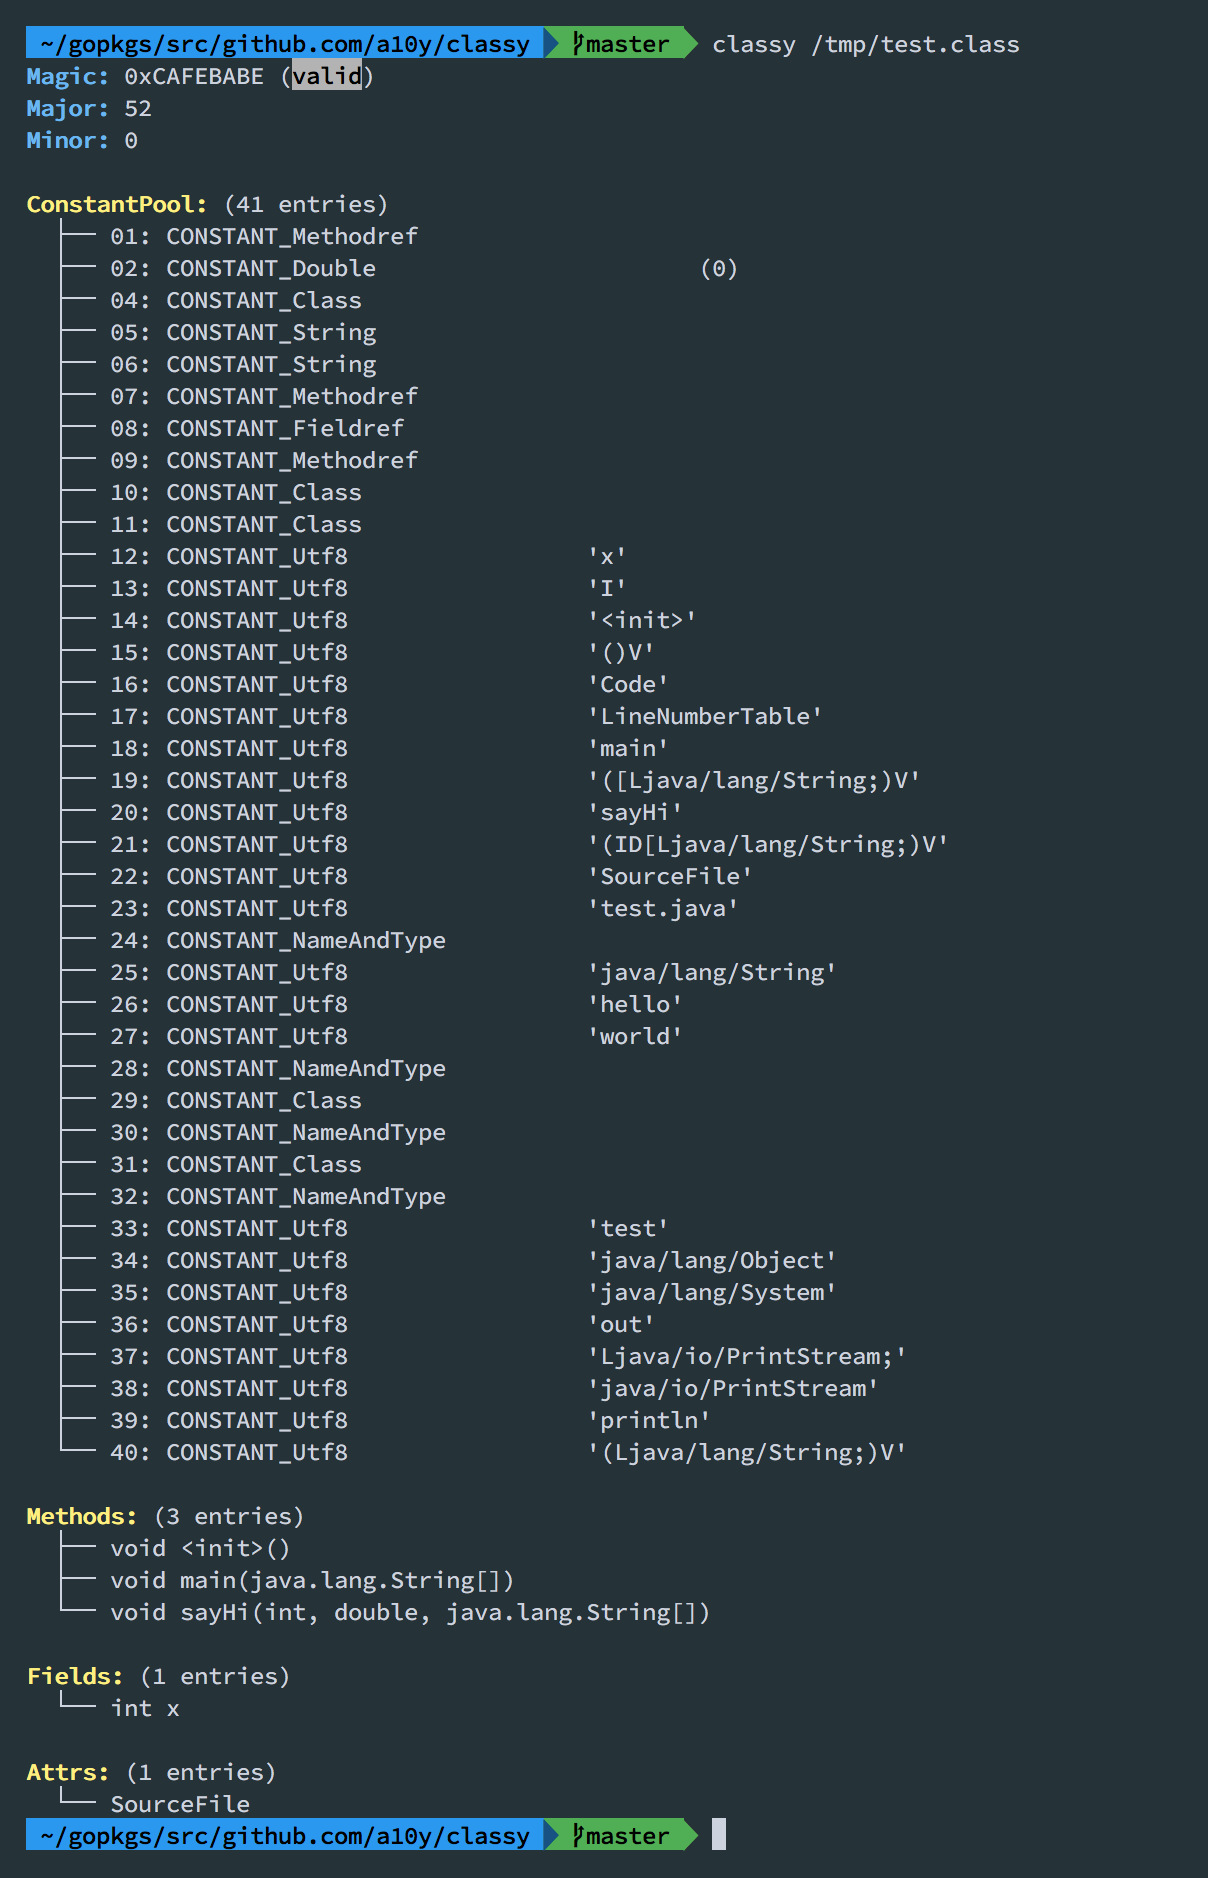 ~/gopkgs/src/github.com/a10y/classy master classy /tmp/test.class
Magic: 0xCAFEBABE (valid)
Major: 52
Minor: 0
ConstantPool: (41 entries)
01: CONSTANT_Methodref
02: CONSTANT_Double (0)
04: CONSTANT_Class
05: CONSTANT_String
06: CONSTANT_String
07: CONSTANT_Methodref
08: CONSTANT_Fieldref
09: CONSTANT_Methodref
10: CONSTANT_Class
11: CONSTANT_Class
12: CONSTANT_Utf8 'x'
13: CONSTANT_Utf8 'I'
14: CONSTANT_Utf8 '<init>'
15: CONSTANT_Utf8 '()V'
16: CONSTANT_Utf8 'Code'
17: CONSTANT_Utf8 'LineNumberTable'
18: CONSTANT_Utf8 'main'
19: CONSTANT_Utf8 '([Ljava/lang/String;)V'
20: CONSTANT_Utf8 'sayHi'
21: CONSTANT_Utf8 '(ID[Ljava/lang/String;)V'
22: CONSTANT_Utf8 'SourceFile'
23: CONSTANT_Utf8 'test.java'
24: CONSTANT_NameAndType
25: CONSTANT_Utf8 'java/lang/String'
26: CONSTANT_Utf8 'hello'
27: CONSTANT_Utf8 'world'
28: CONSTANT_NameAndType
29: CONSTANT_Class
30: CONSTANT_NameAndType
31: CONSTANT_Class
32: CONSTANT_NameAndType
33: CONSTANT_Utf8 'test'
34: CONSTANT_Utf8 'java/lang/Object'
35: CONSTANT_Utf8 'java/lang/System'
36: CONSTANT_Utf8 'out'
37: CONSTANT_Utf8 'Ljava/io/PrintStream;'
38: CONSTANT_Utf8 'java/io/PrintStream'
39: CONSTANT_Utf8 'println'
40: CONSTANT_Utf8 '(Ljava/lang/String;)V'
Methods: (3 entries)
void <init>()
void main(java.lang.String[])
void sayHi(int, double, java.lang.String[])
Fields: (1 entries)
int x
Attrs: (1 entries)
SourceFile
~/gopkgs/src/github.com/a10y/classy master